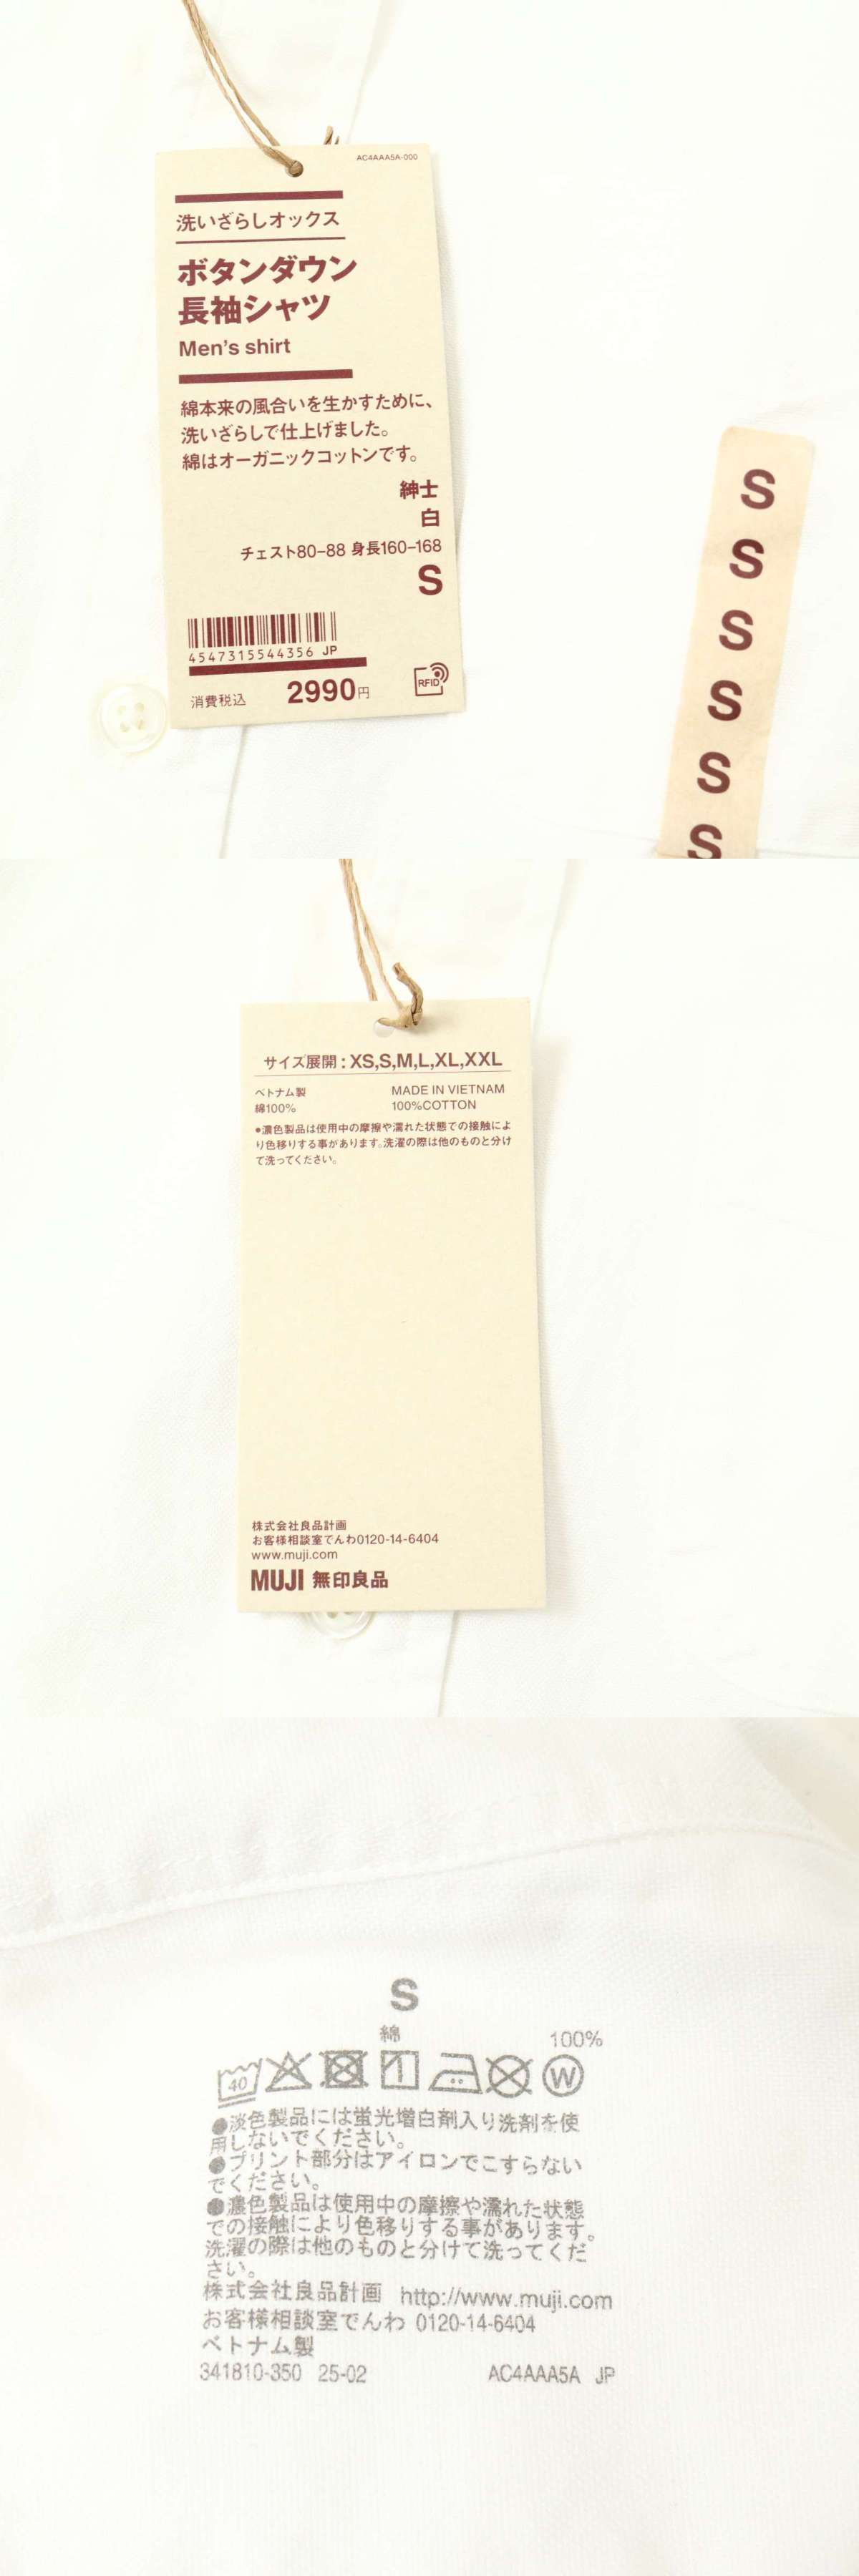 AC4AAA5A-000
洗いざらしオックス
ボタンダウン
長袖シャツ
Men's shirt
綿本来の風合いを生かすために、
洗いざらしで仕上げました。
綿はオーガニックコットンです。
紳士
白
チェスト80−88 身長160−168
S
4547315544356 JP
消費税込 2990円
RFID
S
S
S
S
S
S
サイズ展開：XS,S,M,L,XL,XXL
ベトナム製 MADE IN VIETNAM
綿100% 100%COTTON
●濃色製品は使用中の摩擦や濡れた状態での接触によ
り色移りする事があります。洗濯の際は他のものと分け
て洗ってください。
株式会社良品計画
お客様相談室でんわ0120-14-6404
www.muji.com
MUJI 無印良品
S
綿 100%
40 W
●淡色製品には蛍光増白剤入り洗剤を使
用しないでください。
●プリント部分はアイロンでこすらない
でください。
●濃色製品は使用中の摩擦や濡れた状態
での接触により色移りする事があります。
洗濯の際は他のものと分けて洗ってくだ
さい。
株式会社良品計画 http://www.muji.com
お客様相談室でんわ 0120-14-6404
ベトナム製
341810-350 25-02 AC4AAA5A JP